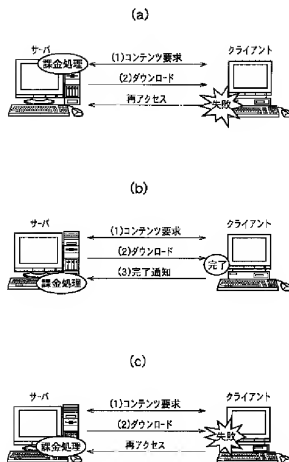 (a)
サーバ
クライアント
課金処理
(1)コンテンツ要求
(2)ダウンロード
再アクセス
失敗
(b)
サーバ
クライアント
(1)コンテンツ要求
(2)ダウンロード
完了
(3)完了通知
課金処理
(c)
サーバ
クライアント
(1)コンテンツ要求
(2)ダウンロード
失敗
課金処理
再アクセス